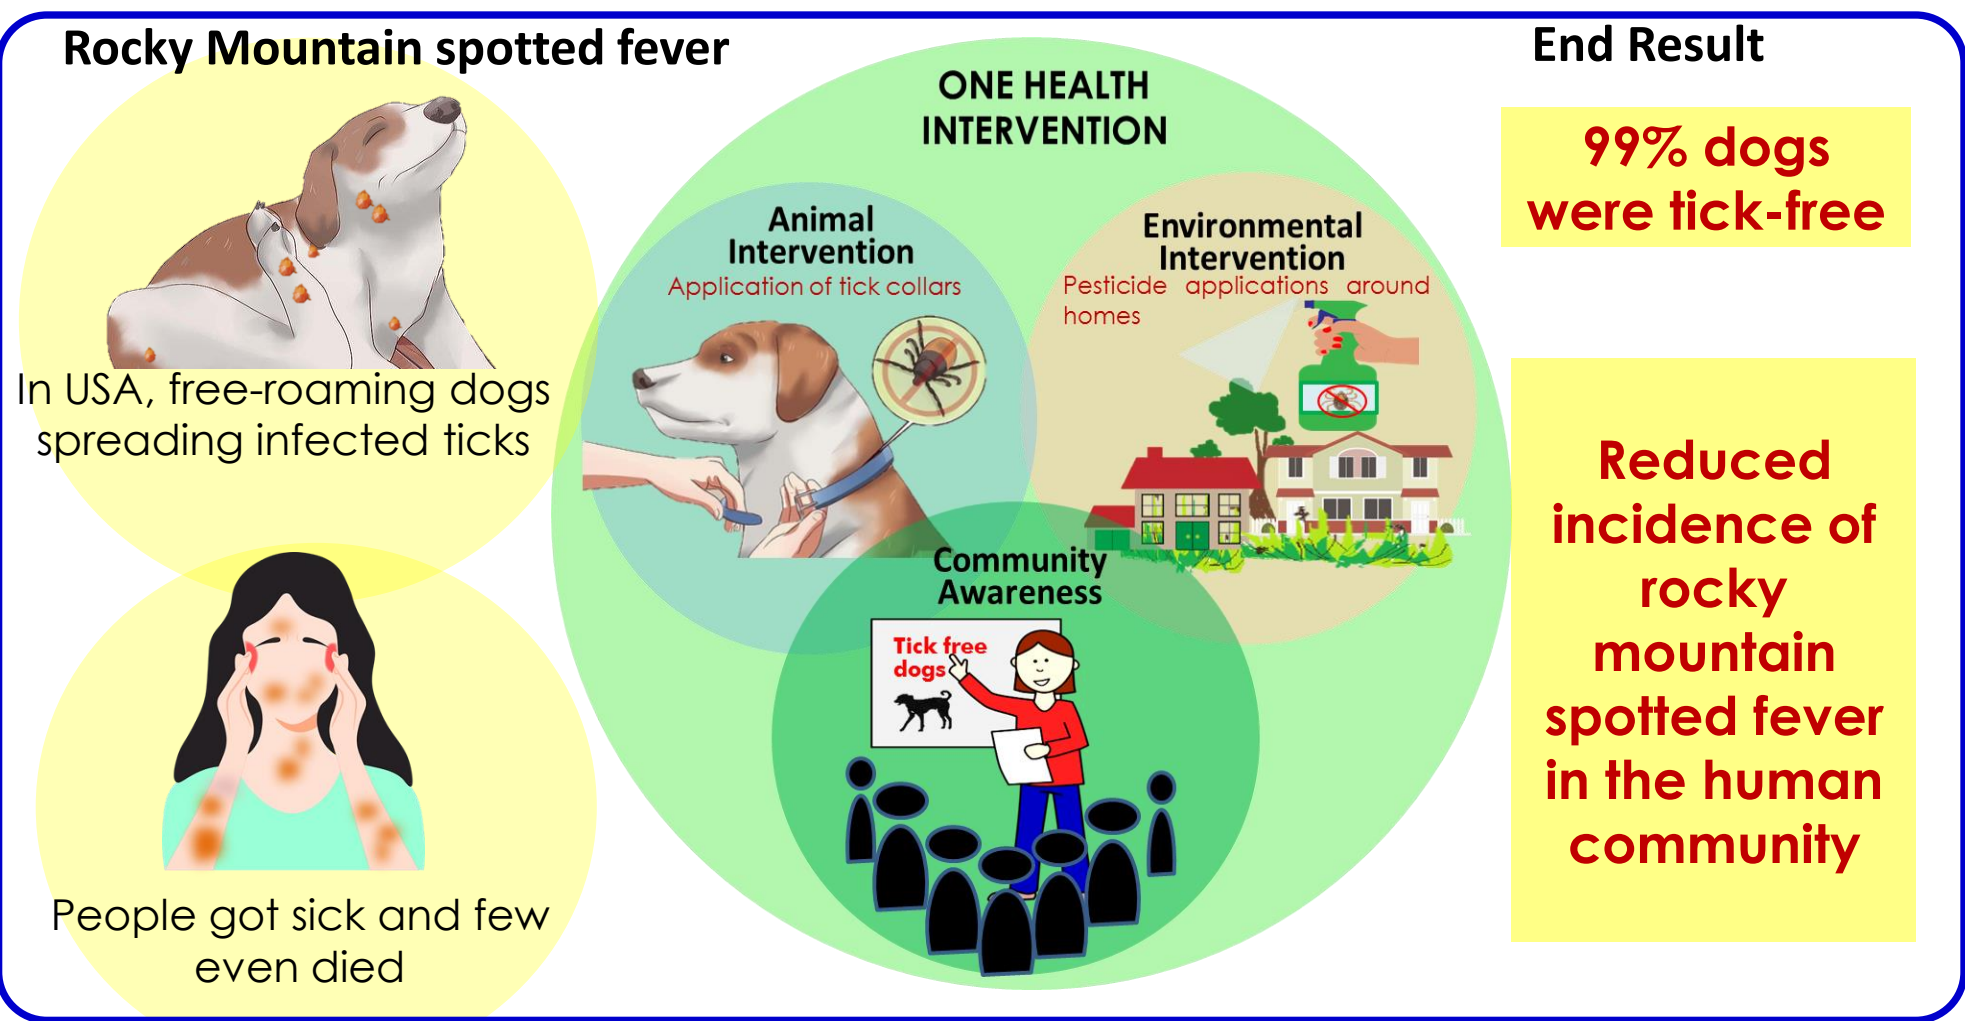 Rocky Mountain spotted fever
In USA, free-roaming dogs
spreading infected ticks
People got sick and few
even died
ONE HEALTH
INTERVENTION
Animal
Intervention
Application of tick collars
Environmental
Intervention
Pesticide applications around
homes
Community
Awareness
Tick free
dogs
End Result
99% dogs
were tick-free
Reduced
incidence of
rocky
mountain
spotted fever
in the human
community